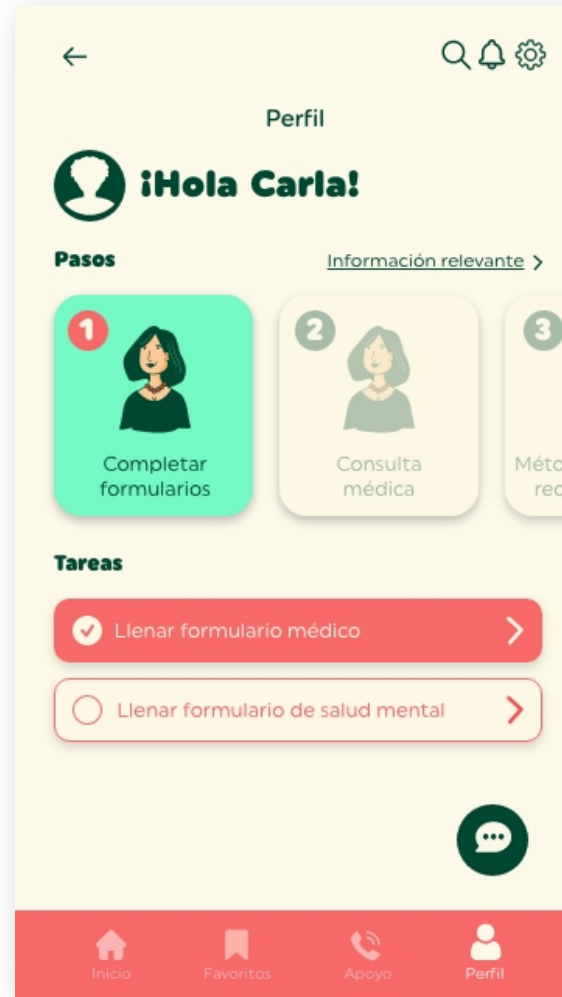 Perfil
¡Hola Carla!
Pasos
Información relevante
1
Completar
formularios
2
Consulta
médica
3
Tareas
Llenar formulario médico
Llenar formulario de salud mental
Inicio
Favoritos
Apoyo
Perfil